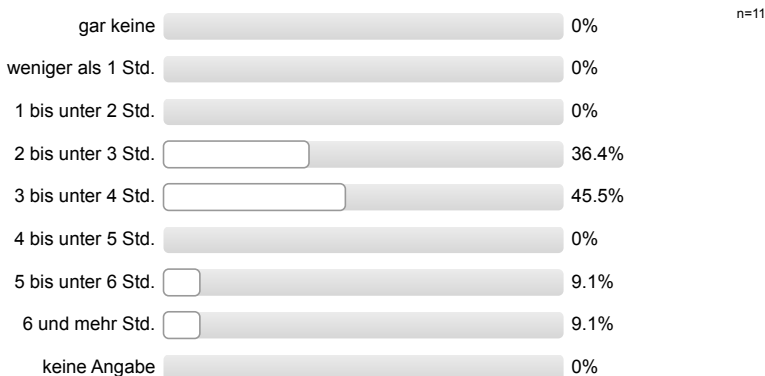 n=11
gar keine 0%
weniger als 1 Std. 0%
1 bis unter 2 Std. 0%
2 bis unter 3 Std. 36.4%
3 bis unter 4 Std. 45.5%
4 bis unter 5 Std. 0%
5 bis unter 6 Std. 9.1%
6 und mehr Std. 9.1%
keine Angabe 0%